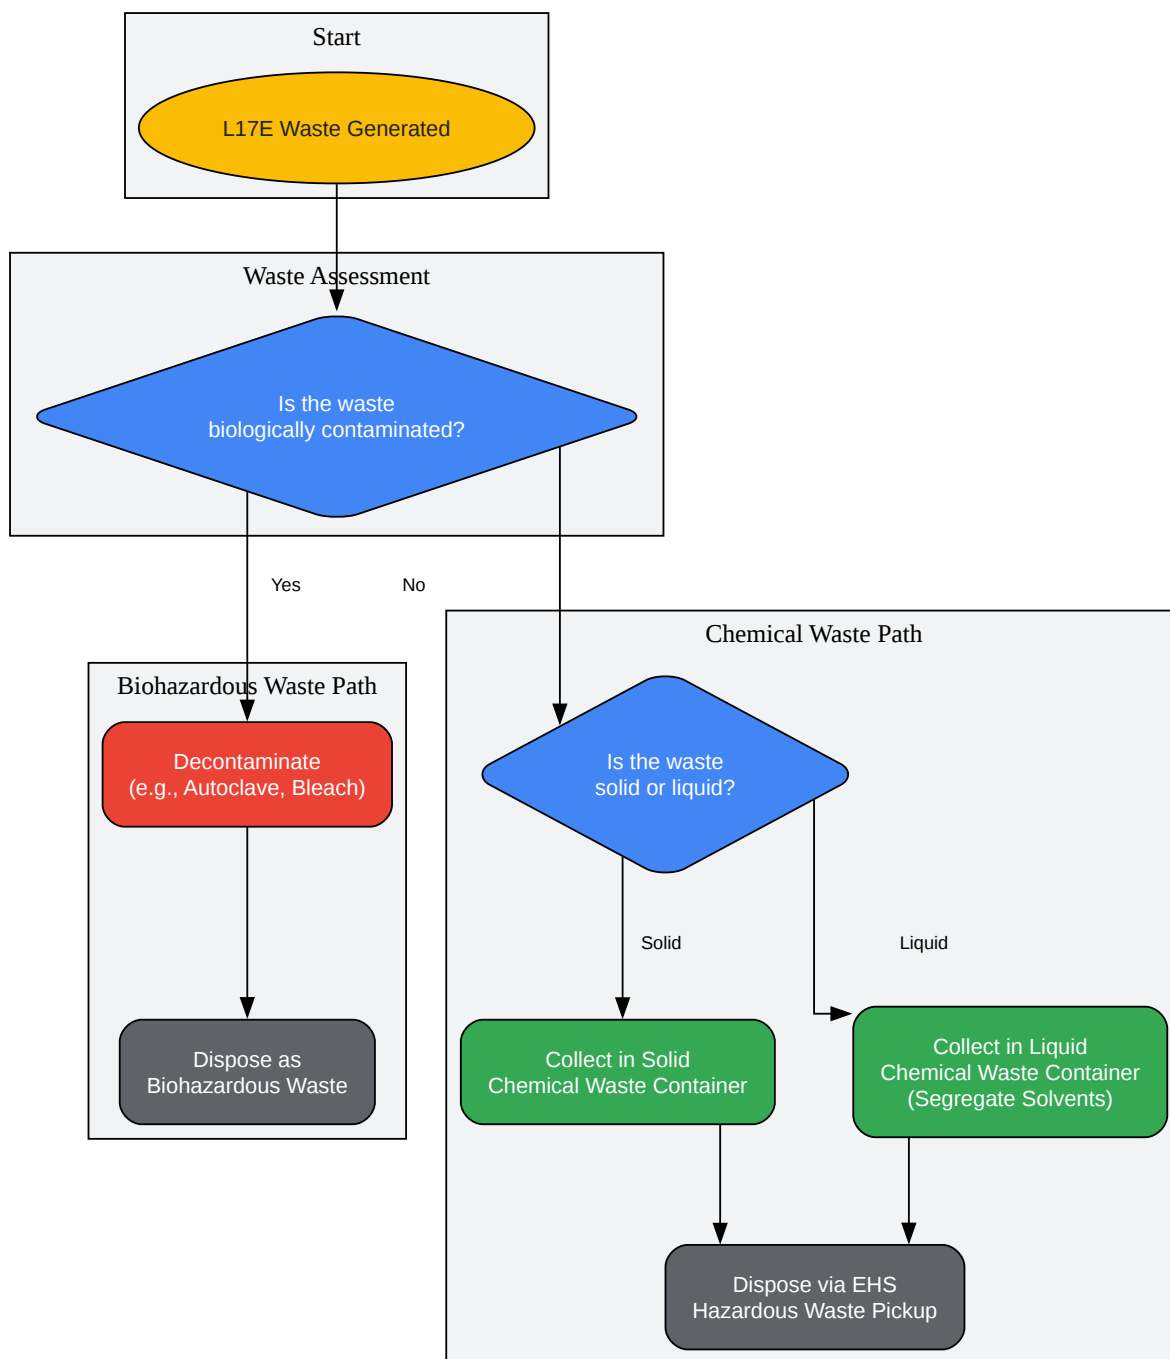 Start
L17E Waste Generated
Waste Assessment
Is the waste
biologically contaminated?
Yes
No
Biohazardous Waste Path
Decontaminate
(e.g., Autoclave, Bleach)
Dispose as
Biohazardous Waste
Chemical Waste Path
Is the waste
solid or liquid?
Solid
Liquid
Collect in Solid
Chemical Waste Container
Collect in Liquid
Chemical Waste Container
(Segregate Solvents)
Dispose via EHS
Hazardous Waste Pickup